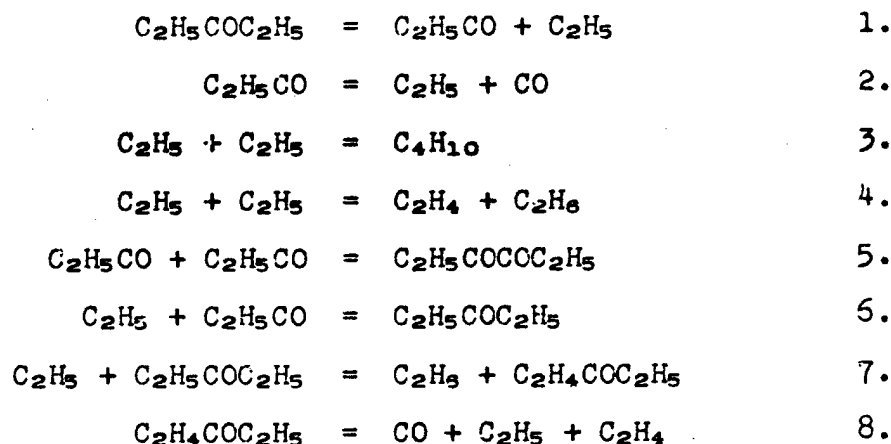 C₂H₅COC₂H₅ = C₂H₅CO + C₂H₅ 1.
C₂H₅CO = C₂H₅ + CO 2.
C₂H₅ + C₂H₅ = C₄H₁₀ 3.
C₂H₅ + C₂H₅ = C₂H₄ + C₂H₆ 4.
C₂H₅CO + C₂H₅CO = C₂H₅COCOC₂H₅ 5.
C₂H₅ + C₂H₅CO = C₂H₅COC₂H₅ 6.
C₂H₅ + C₂H₅COC₂H₅ = C₂H₆ + C₂H₄COC₂H₅ 7.
C₂H₄COC₂H₅ = CO + C₂H₅ + C₂H₄ 8.